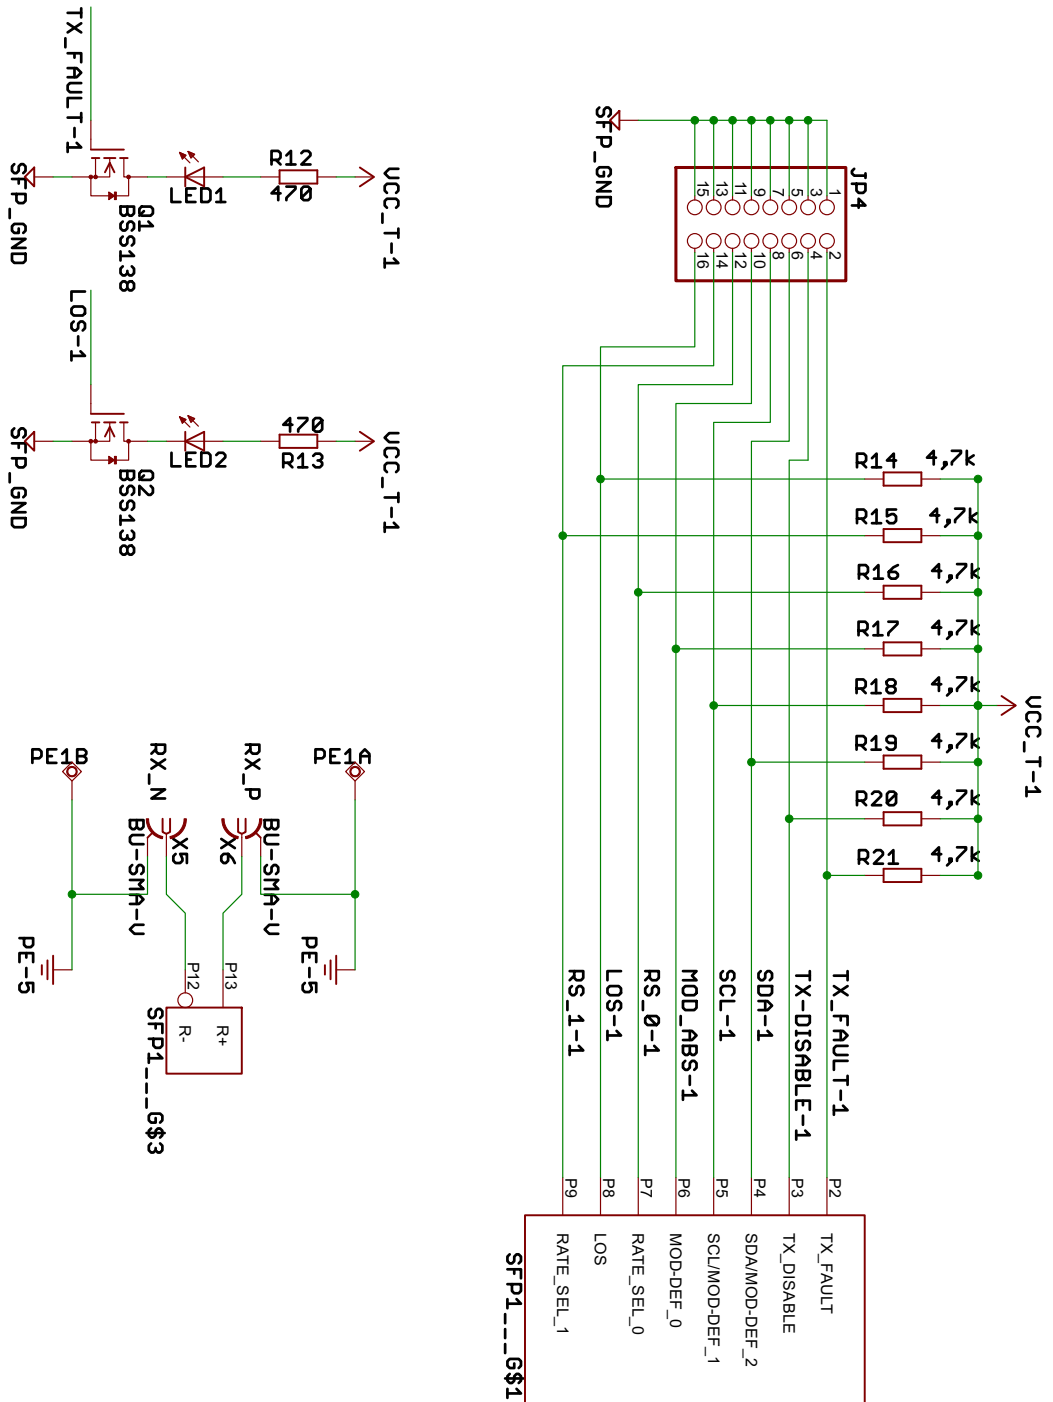 TX_FAULT-1
SFP_GND
Q1
BSS138
LED1
R12
470
VCC_T-1
LOS-1
SFP_GND
Q2
BSS138
LED2
470
R13
VCC_T-1
SFP_GND
JP4
1
3
5
7
9
11
13
15
2
4
6
8
10
12
14
16
R14 4,7k
R15 4,7k
R16 4,7k
R17 4,7k
R18 4,7k
R19 4,7k
R20 4,7k
R21 4,7k
VCC_T-1
TX_FAULT-1
TX-DISABLE-1
SDA-1
SCL-1
MOD_ABS-1
RS_0-1
LOS-1
RS_1-1
P2
P3
P4
P5
P6
P7
P8
P9
TX_FAULT
TX_DISABLE
SDA/MOD-DEF_2
SCL/MOD-DEF_1
MOD-DEF_0
RATE_SEL_0
LOS
RATE_SEL_1
SFP1___G$1
PE1A
PE1B
RX_P
RX_N
BU-SMA-V
X6
X5
BU-SMA-V
PE-5
PE-5
P13
P12
R+
R-
SFP1___G$3